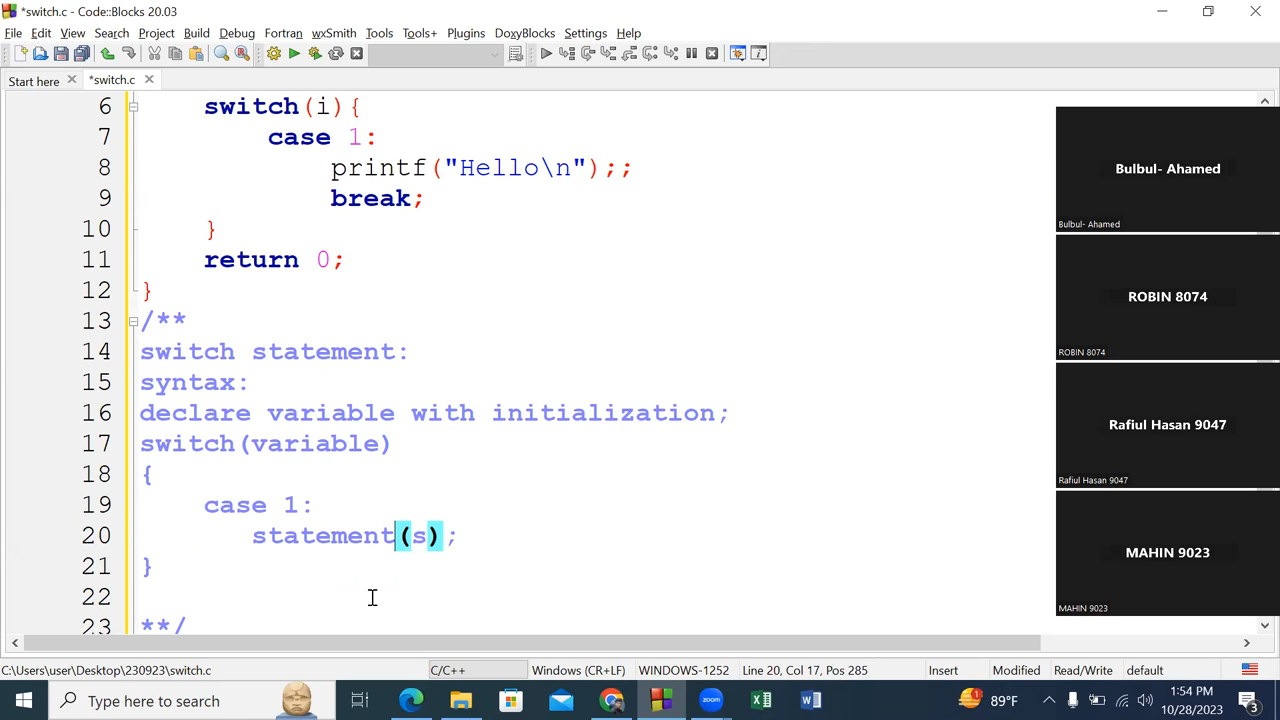 *switch.c - Code::Blocks 20.03
File Edit View Search Project Build Debug Fortran wxSmith Tools Tools+ Plugins DoxyBlocks Settings Help
Start here *switch.c
6 switch(i){
7 case 1:
8 printf("Hello\n");;
9 break;
10 }
11 return 0;
12 }
13 /**
14 switch statement:
15 syntax:
16 declare variable with initialization;
17 switch(variable)
18 {
19 case 1:
20 statement(s);
21 }
22
23 **/
Bulbul- Ahamed
Bulbul- Ahamed
ROBIN 8074
ROBIN 8074
Rafiul Hasan 9047
Rafiul Hasan 9047
MAHIN 9023
MAHIN 9023
C:\Users\user\Desktop\230923\switch.c C/C++ Windows (CR+LF) WINDOWS-1252 Line 20, Col 17, Pos 285 Insert Modified Read/Write default
Type here to search zoom 1 89°F 1:54 PM
10/28/2023 3